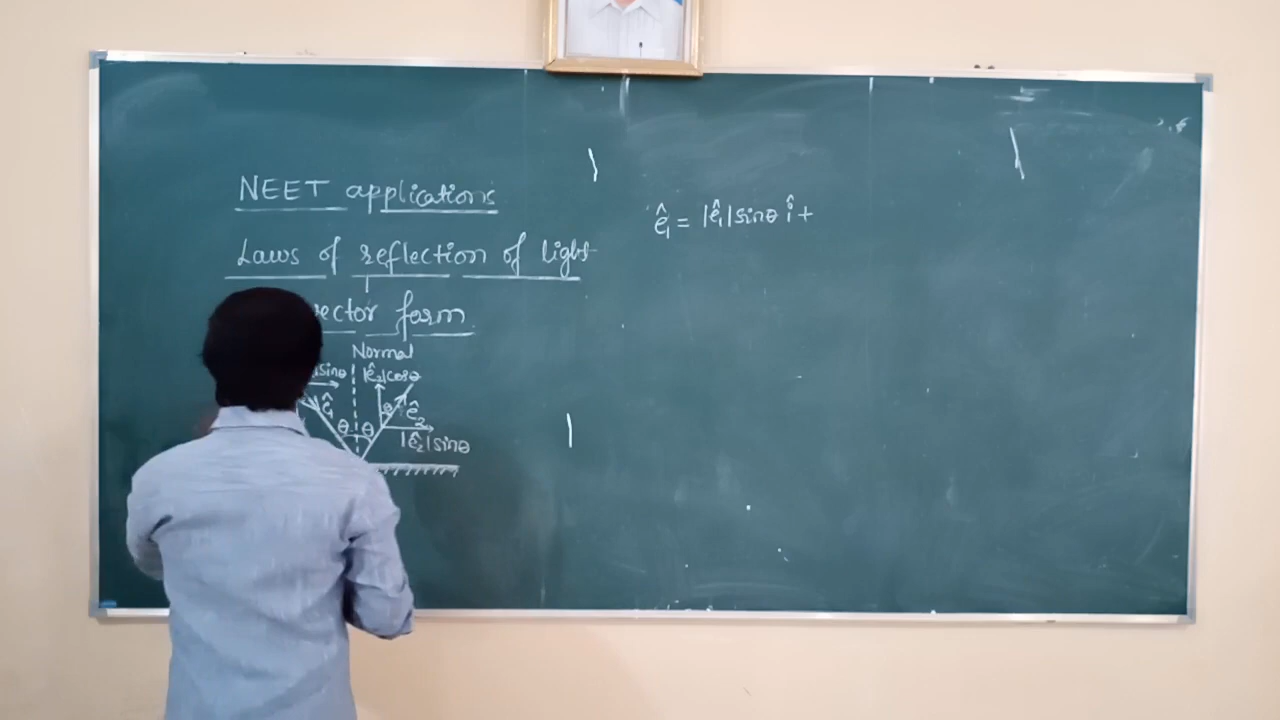 NEET applications
Laws of reflection of light
vector form
Normal
sinθ |ê₂|cosθ
ê₁ θ θ θ ê₂
|ê₂|sinθ
ê₁ = |ê₁|sinθ î +